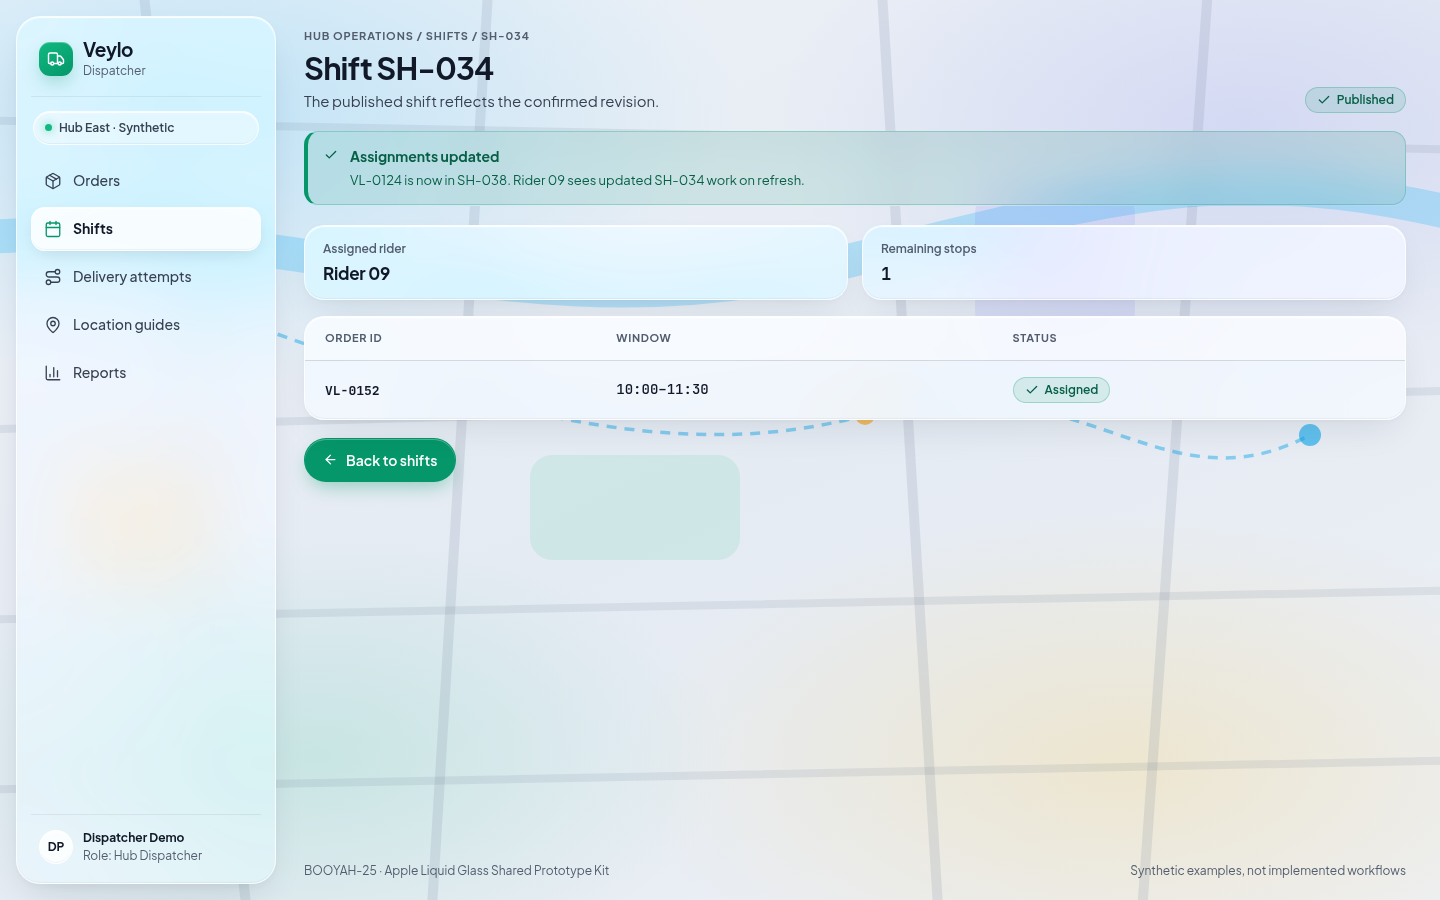 Veylo
Dispatcher
Hub East · Synthetic
Orders
Shifts
Delivery attempts
Location guides
Reports
DP
Dispatcher Demo
Role: Hub Dispatcher
HUB OPERATIONS / SHIFTS / SH-034
Shift SH-034
The published shift reflects the confirmed revision.
Published
Assignments updated
VL-0124 is now in SH-038. Rider 09 sees updated SH-034 work on refresh.
Assigned rider
Rider 09
Remaining stops
1
ORDER ID WINDOW STATUS
VL-0152 10:00–11:30 Assigned
Back to shifts
BOOYAH-25 · Apple Liquid Glass Shared Prototype Kit
Synthetic examples, not implemented workflows